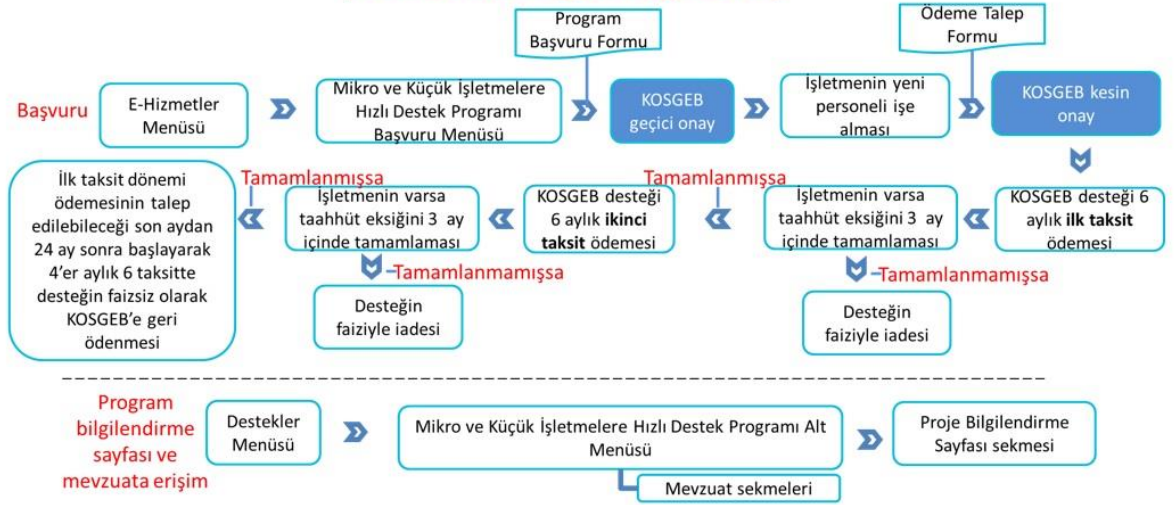 Program
Başvuru Formu
Ödeme Talep
Formu
Başvuru
E-Hizmetler
Menüsü
Mikro ve Küçük İşletmelere
Hızlı Destek Programı
Başvuru Menüsü
KOSGEB
geçici onay
İşletmenin yeni
personeli işe
alması
KOSGEB kesin
onay
KOSGEB desteği 6
aylık ilk taksit
ödemesi
İşletmenin varsa
taahhüt eksiğini 3 ay
içinde tamamlaması
Tamamlanmışsa
Tamamlanmamışsa
Desteğin
faiziyle iadesi
KOSGEB desteği
6 aylık ikinci
taksit ödemesi
İşletmenin varsa
taahhüt eksiğini 3 ay
içinde tamamlaması
Tamamlanmışsa
Tamamlanmamışsa
Desteğin
faiziyle iadesi
İlk taksit dönemi
ödemesinin talep
edilebileceği son aydan
24 ay sonra başlayarak
4’er aylık 6 taksitte
desteğin faizsiz olarak
KOSGEB’e geri
ödenmesi
Program
bilgilendirme
sayfası ve
mevzuata erişim
Destekler
Menüsü
Mikro ve Küçük İşletmelere Hızlı Destek Programı Alt
Menüsü
Mevzuat sekmeleri
Proje Bilgilendirme
Sayfası sekmesi